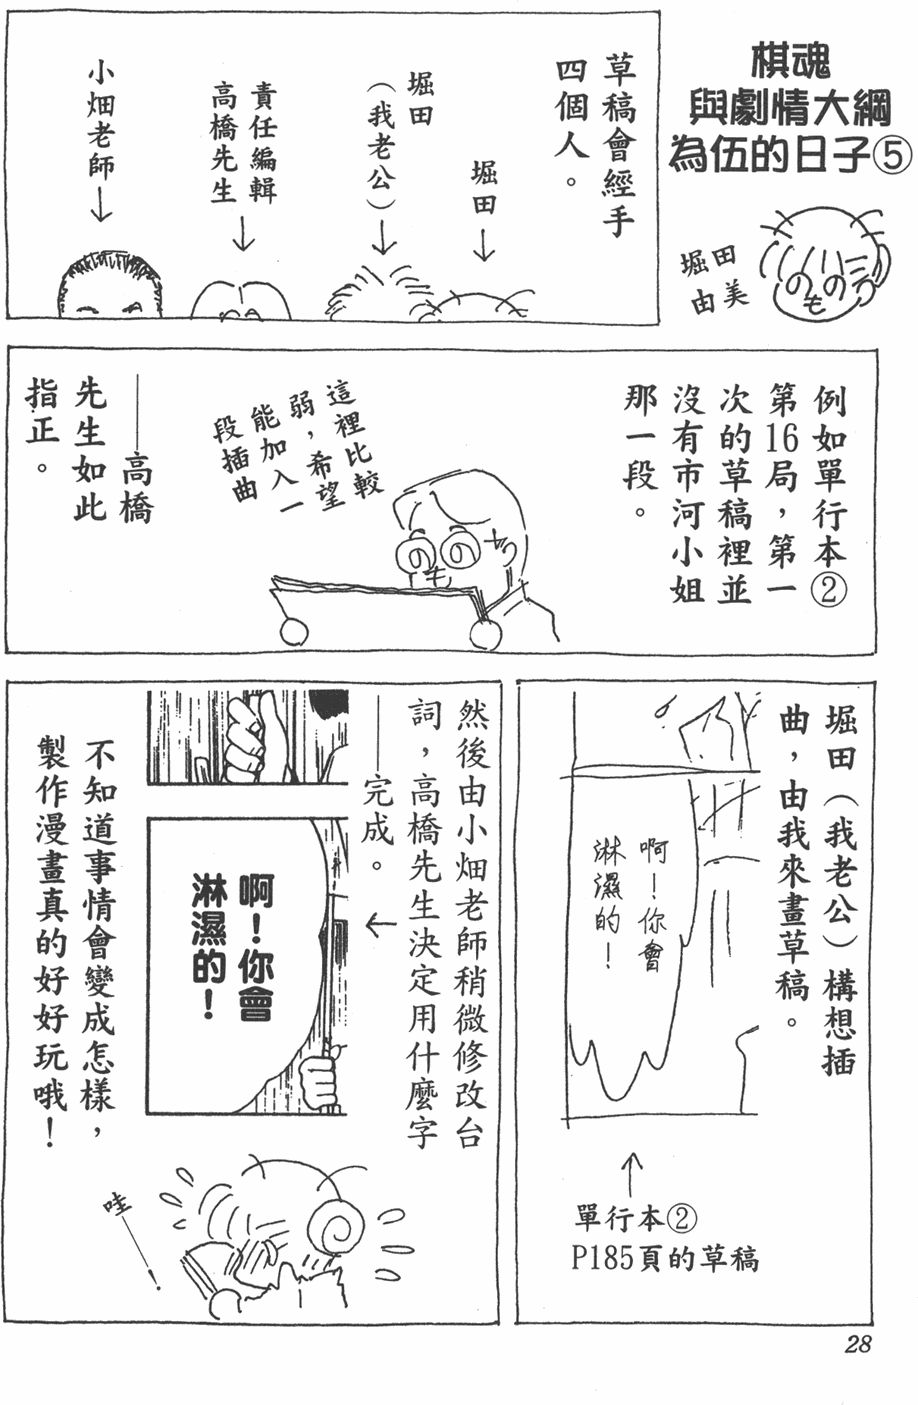 棋魂
與劇情大綱
為伍的日子⑤
堀田
由美
草稿會經手
四個人。
堀田
堀田
（我老公）
責任編輯
高橋先生
小畑老師
例如單行本②
第16局，第一
次的草稿裡並
沒有市河小姐
那一段。
這裡比較
弱，希望
能加入一
段插曲
——高橋
先生如此
指正。
堀田（我老公）構想插
曲，由我來畫草稿。
啊！你會
淋濕的！
單行本②
P185頁的草稿
然後由小畑老師稍微修改台
詞，高橋先生決定用什麼字
——完成。
啊！你會
淋濕的！
不知道事情會變成怎樣，
製作漫畫真的好好玩哦！
哇——！
28